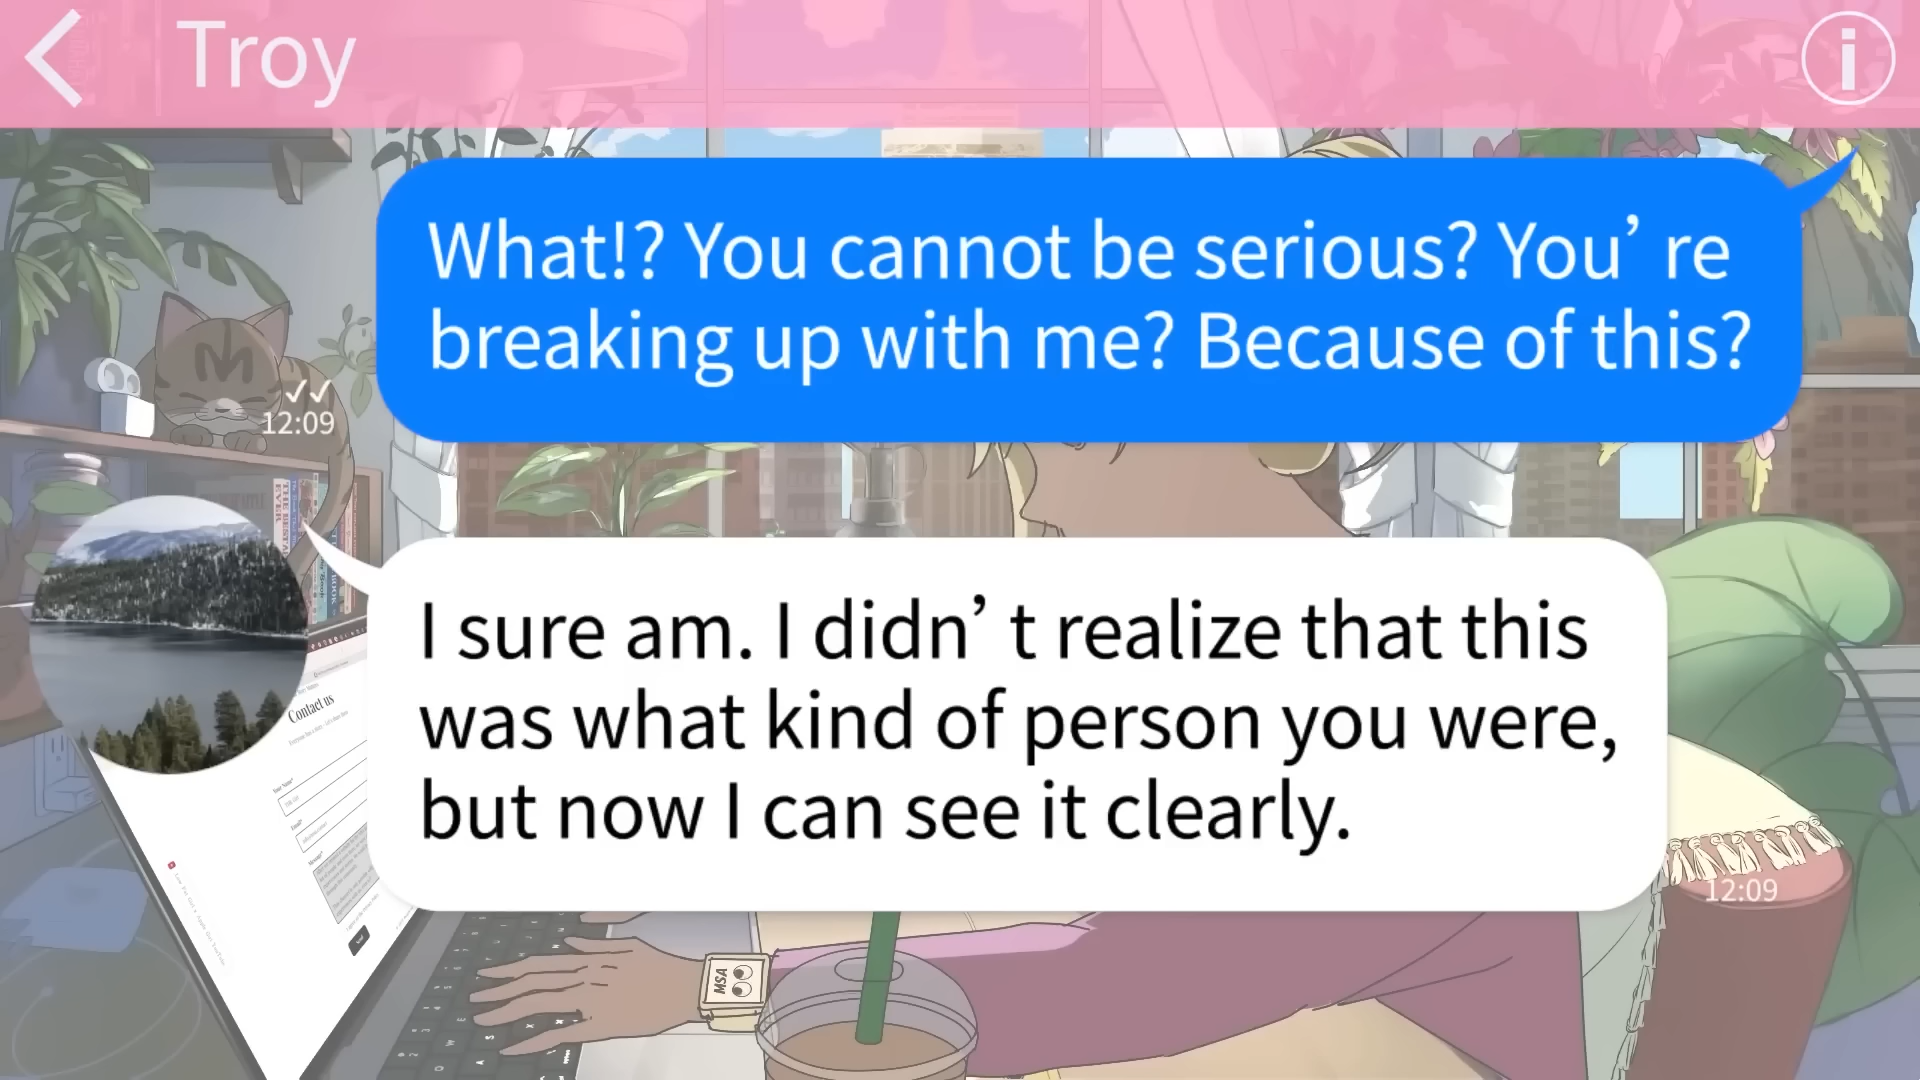 Troy
i
What!? You cannot be serious? You’re
breaking up with me? Because of this?
✓✓
12:09
I sure am. I didn’t realize that this
was what kind of person you were,
but now I can see it clearly.
12:09
Contact us
MSA